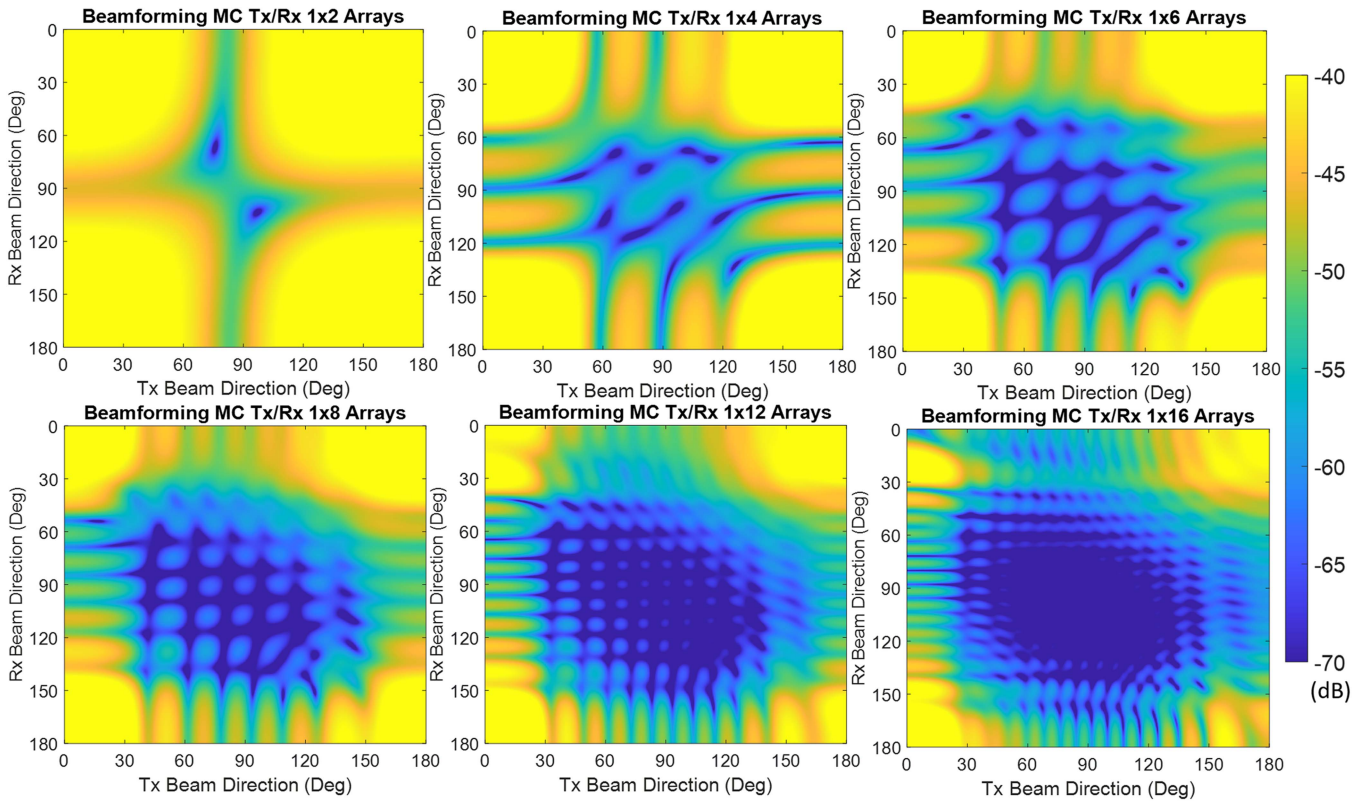 Beamforming MC Tx/Rx 1x2 Arrays
0
30
60
90
120
150
180
Rx Beam Direction (Deg)
0 30 60 90 120 150 180
Tx Beam Direction (Deg)
Beamforming MC Tx/Rx 1x4 Arrays
0
30
60
90
120
150
180
Rx Beam Direction (Deg)
0 30 60 90 120 150 180
Tx Beam Direction (Deg)
Beamforming MC Tx/Rx 1x6 Arrays
0
30
60
90
120
150
180
Rx Beam Direction (Deg)
0 30 60 90 120 150 180
Tx Beam Direction (Deg)
Beamforming MC Tx/Rx 1x8 Arrays
0
30
60
90
120
150
180
Rx Beam Direction (Deg)
0 30 60 90 120 150 180
Tx Beam Direction (Deg)
Beamforming MC Tx/Rx 1x12 Arrays
0
30
60
90
120
150
180
Rx Beam Direction (Deg)
0 30 60 90 120 150 180
Tx Beam Direction (Deg)
Beamforming MC Tx/Rx 1x16 Arrays
0
30
60
90
120
150
180
Rx Beam Direction (Deg)
0 30 60 90 120 150 180
Tx Beam Direction (Deg)
-40
-45
-50
-55
-60
-65
-70
(dB)